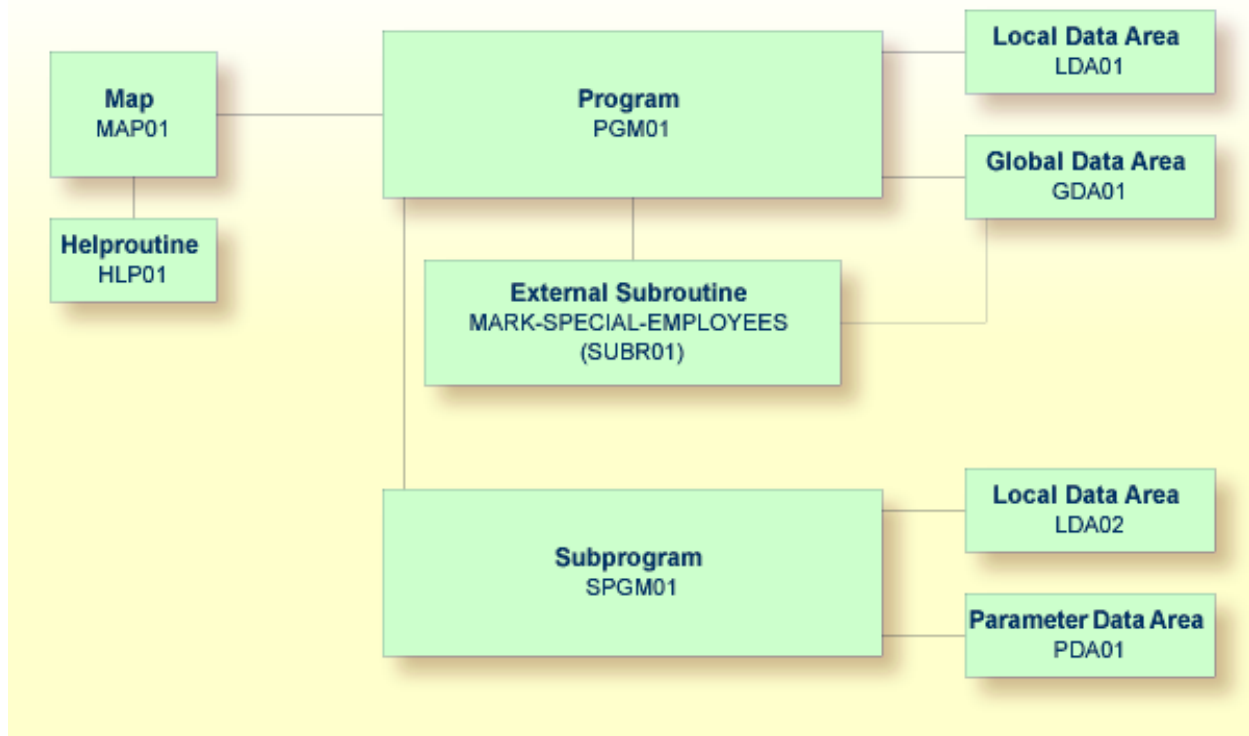 Map
MAP01
Helproutine
HLP01
Program
PGM01
Local Data Area
LDA01
Global Data Area
GDA01
External Subroutine
MARK-SPECIAL-EMPLOYEES
(SUBR01)
Subprogram
SPGM01
Local Data Area
LDA02
Parameter Data Area
PDA01